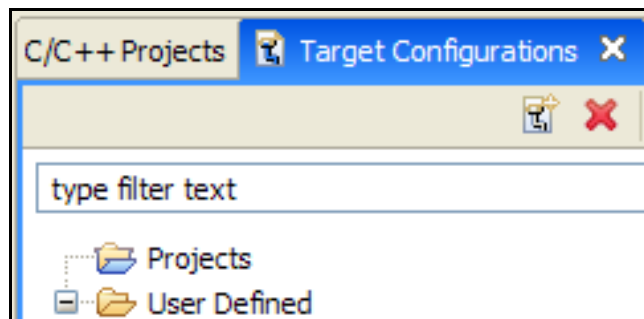 C/C++ Projects Target Configurations
type filter text
Projects
User Defined